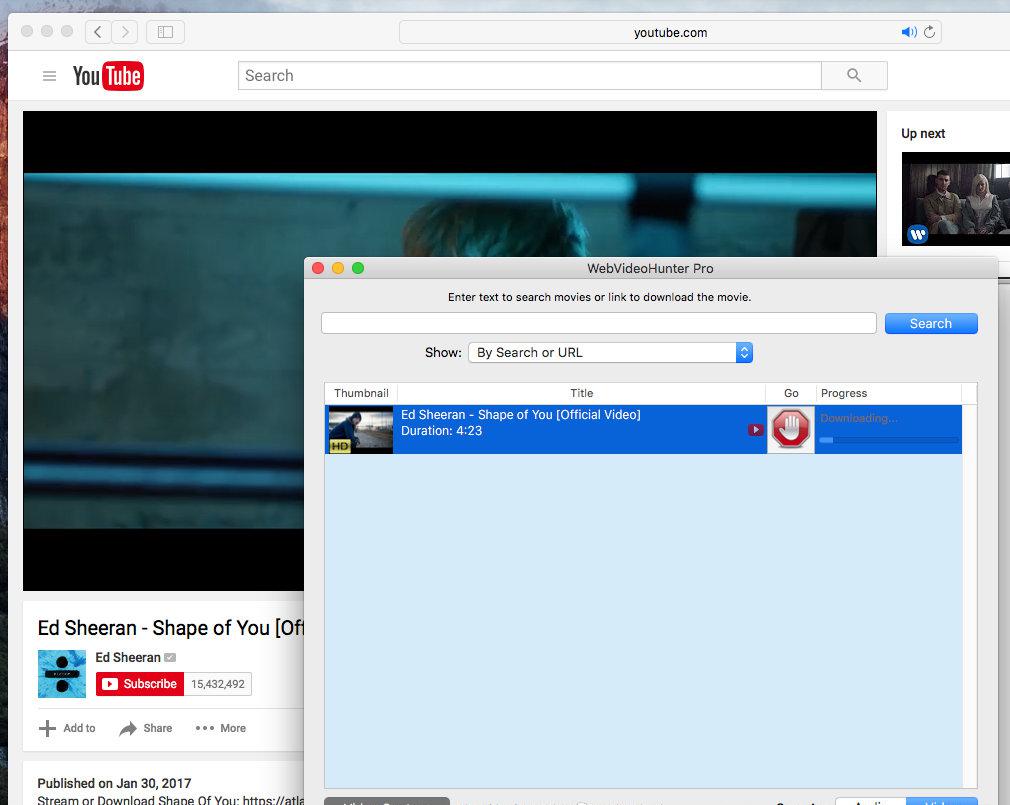 youtube.com
YouTube
Search
Up next
WebVideoHunter Pro
Enter text to search movies or link to download the movie.
Search
Show: By Search or URL
Thumbnail Title Go Progress
Ed Sheeran - Shape of You [Official Video]
Duration: 4:23
HD
Downloading...
Ed Sheeran - Shape of You [Off
Ed Sheeran
Subscribe 15,432,492
Add to Share More
Published on Jan 30, 2017
Stream or Download Shape Of You: https://atla